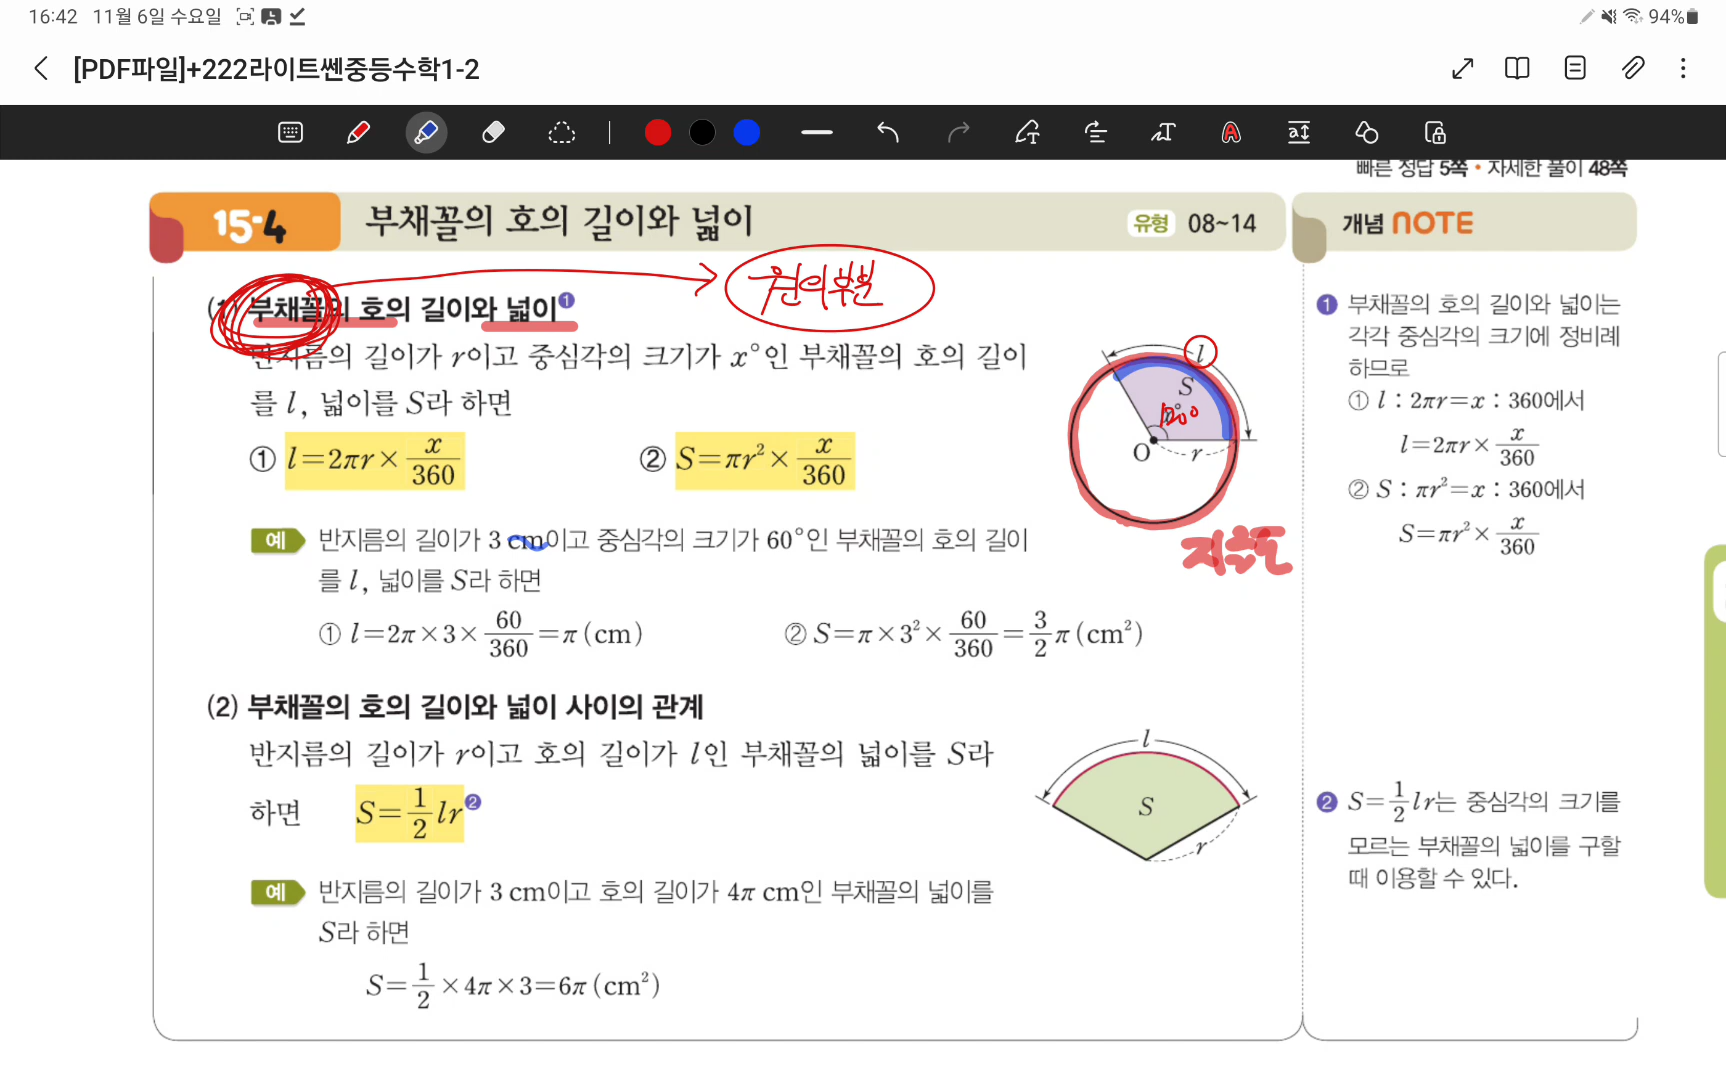 16:42 11월 6일 수요일
94%
[PDF파일]+222라이트쎈중등수학1-2
빠른 정답 5쪽 • 자세한 풀이 48쪽
15-4 부채꼴의 호의 길이와 넓이 유형 08~14
원의 부분
(1) 부채꼴의 호의 길이와 넓이❶
반지름의 길이가 r이고 중심각의 크기가 x°인 부채꼴의 호의 길이
를 l, 넓이를 S라 하면
① l=2πr×x/360 ② S=πr²×x/360
l
S
120°
O
r
예 반지름의 길이가 3 cm이고 중심각의 크기가 60°인 부채꼴의 호의 길이
를 l, 넓이를 S라 하면
① l=2π×3×60/360=π(cm) ② S=π×3²×60/360=3/2π(cm²)
(2) 부채꼴의 호의 길이와 넓이 사이의 관계
반지름의 길이가 r이고 호의 길이가 l인 부채꼴의 넓이를 S라
하면 S=1/2lr❷
l
S
r
예 반지름의 길이가 3 cm이고 호의 길이가 4π cm인 부채꼴의 넓이를
S라 하면
S=1/2×4π×3=6π(cm²)
개념 NOTE
❶ 부채꼴의 호의 길이와 넓이는
각각 중심각의 크기에 정비례
하므로
① l : 2πr=x : 360에서
l=2πr×x/360
② S : πr²=x : 360에서
S=πr²×x/360
❷ S=1/2lr는 중심각의 크기를
모르는 부채꼴의 넓이를 구할
때 이용할 수 있다.